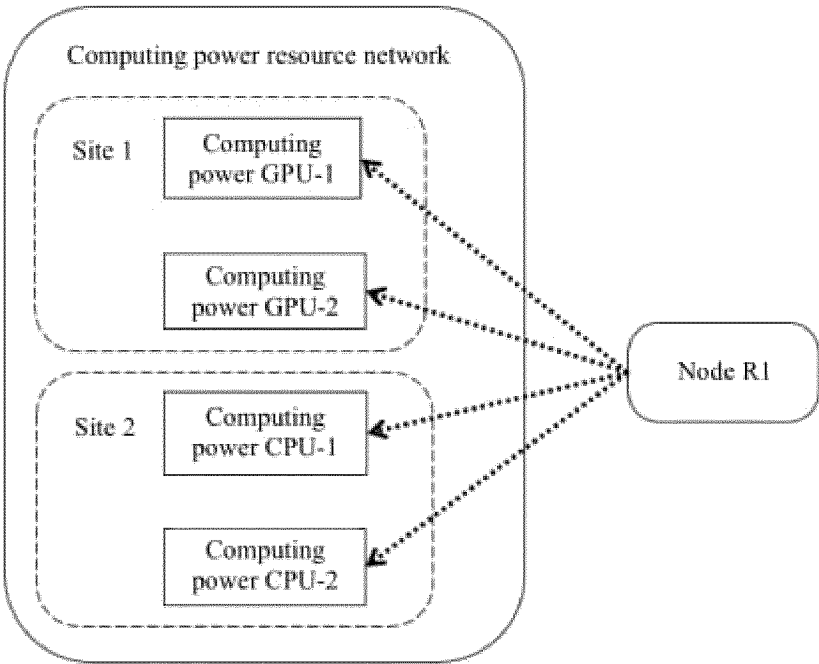 Computing power resource network
Site 1
Computing
power GPU-1
Computing
power GPU-2
Node R1
Site 2
Computing
power CPU-1
Computing
power CPU-2